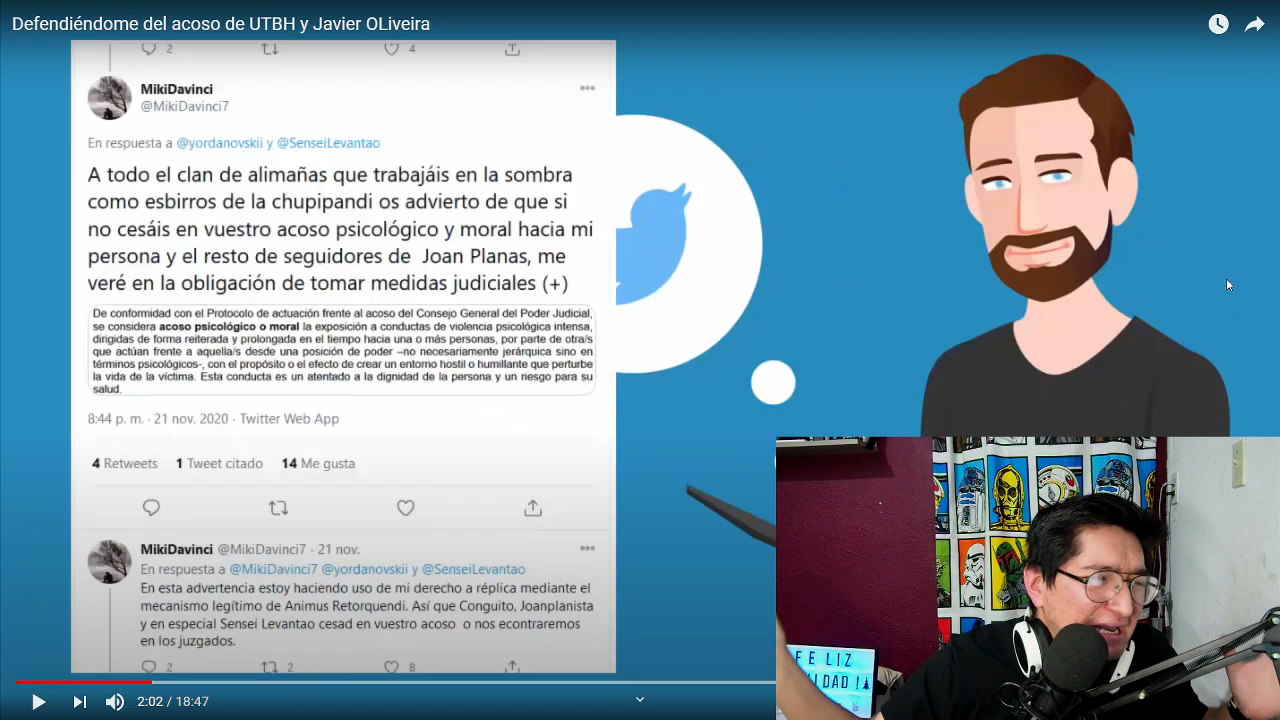 Defendiéndome del acoso de UTBH y Javier OLiveira
2
4
MikiDavinci
@MikiDavinci7
En respuesta a @yordanovskii y @SenseiLevantao
A todo el clan de alimañas que trabajáis en la sombra
como esbirros de la chupipandi os advierto de que si
no cesáis en vuestro acoso psicológico y moral hacia mi
persona y el resto de seguidores de Joan Planas, me
veré en la obligación de tomar medidas judiciales (+)
De conformidad con el Protocolo de actuación frente al acoso del Consejo General del Poder Judicial,
se considera acoso psicológico o moral la exposición a conductas de violencia psicológica intensa,
dirigidas de forma reiterada y prolongada en el tiempo hacia una o más personas, por parte de otra/s
que actúan frente a aquella/s desde una posición de poder –no necesariamente jerárquica sino en
términos psicológicos-, con el propósito o el efecto de crear un entorno hostil o humillante que perturbe
la vida de la víctima. Esta conducta es un atentado a la dignidad de la persona y un riesgo para su
salud.
8:44 p. m. · 21 nov. 2020 · Twitter Web App
4 Retweets 1 Tweet citado 14 Me gusta
MikiDavinci @MikiDavinci7 · 21 nov.
En respuesta a @MikiDavinci7 @yordanovskii y @SenseiLevantao
En esta advertencia estoy haciendo uso de mi derecho a réplica mediante el
mecanismo legítimo de Animus Retorquendi. Así que Conguito, Joanplanista
y en especial Sensei Levantao cesad en vuestro acoso o nos econtraremos
en los juzgados.
2
2
8
FELIZ
IDAD !
2:02 / 18:47